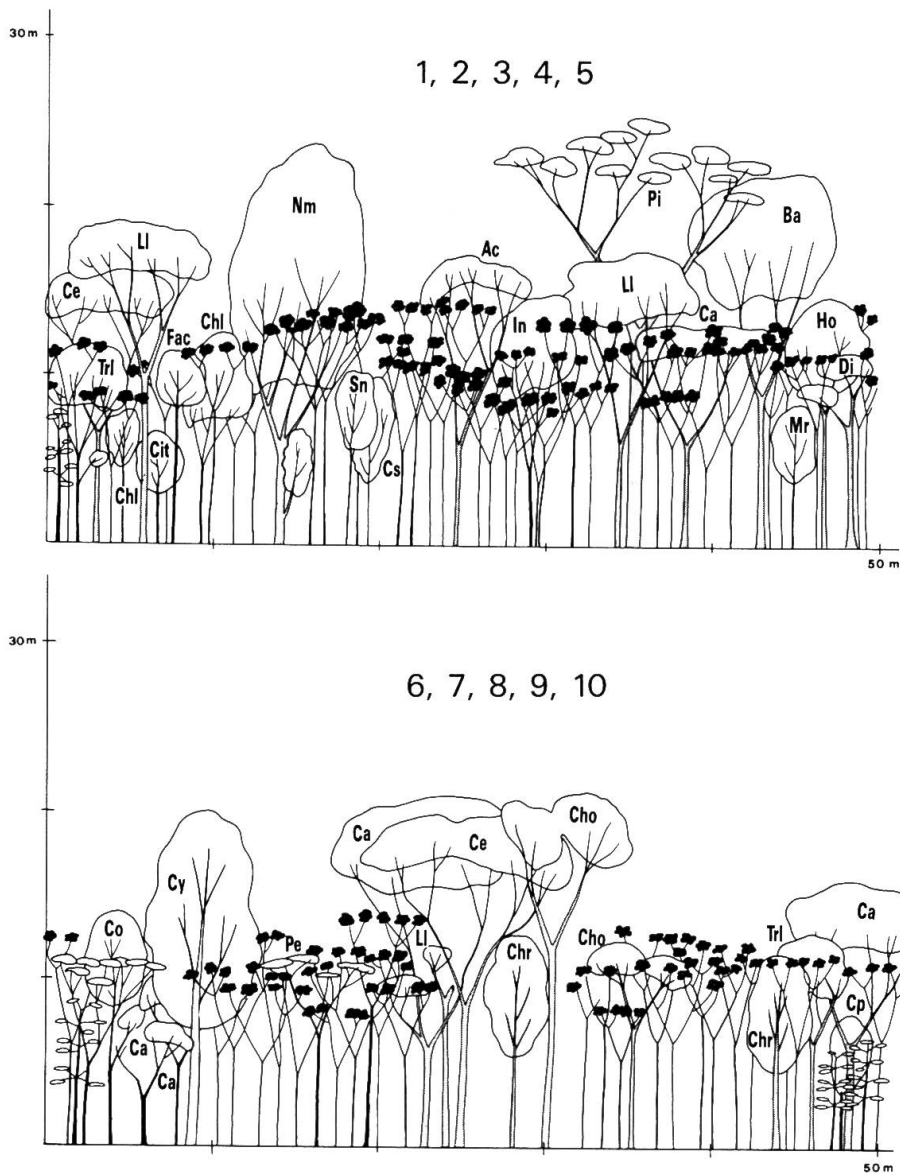 30 m
1, 2, 3, 4, 5
Nm
Pi
Ba
Ll
Ac
Ce
Ll
Ca
Ho
Fac
Chl
In
Trl
Di
Sn
Mr
Cit
Cs
Chl
50 m
30 m
6, 7, 8, 9, 10
Cho
Ca
Ce
Cy
Ca
Co
Ll
Trl
Pe
Chr
Cho
Cp
Ca
Chr
Ca
50 m